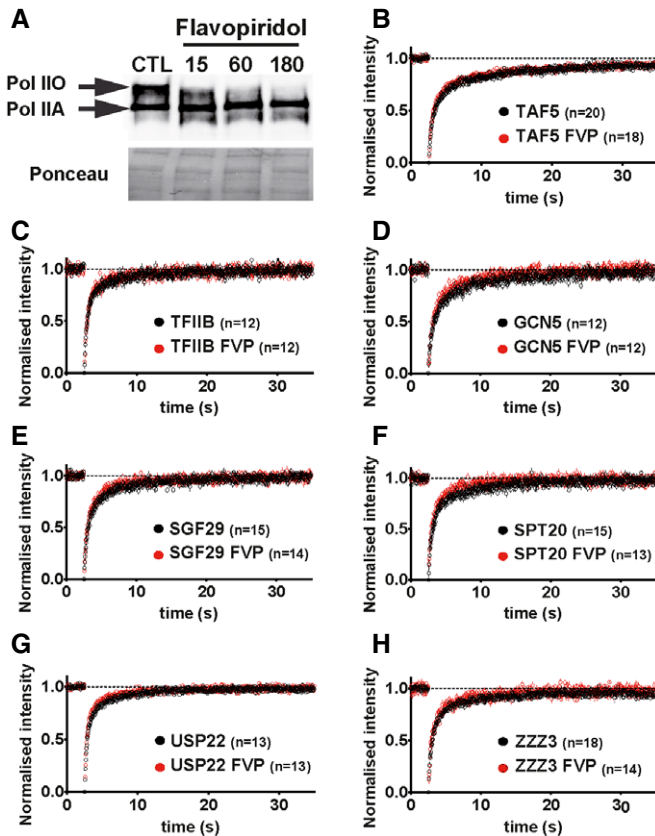 A
Flavopiridol
CTL 15 60 180
Pol IIO
Pol IIA
Ponceau
B
Normalised intensity
1.0
0.5
0.0
TAF5 (n=20)
TAF5 FVP (n=18)
0 10 20 30
time (s)
C
Normalised intensity
1.0
0.5
0.0
TFIIB (n=12)
TFIIB FVP (n=12)
0 10 20 30
time (s)
D
Normalised intensity
1.0
0.5
0.0
GCN5 (n=12)
GCN5 FVP (n=12)
0 10 20 30
time (s)
E
Normalised intensity
1.0
0.5
0.0
SGF29 (n=15)
SGF29 FVP (n=14)
0 10 20 30
time (s)
F
Normalised intensity
1.0
0.5
0.0
SPT20 (n=15)
SPT20 FVP (n=13)
0 10 20 30
time (s)
G
Normalised intensity
1.0
0.5
0.0
USP22 (n=13)
USP22 FVP (n=13)
0 10 20 30
time (s)
H
Normalised intensity
1.0
0.5
0.0
ZZZ3 (n=18)
ZZZ3 FVP (n=14)
0 10 20 30
time (s)